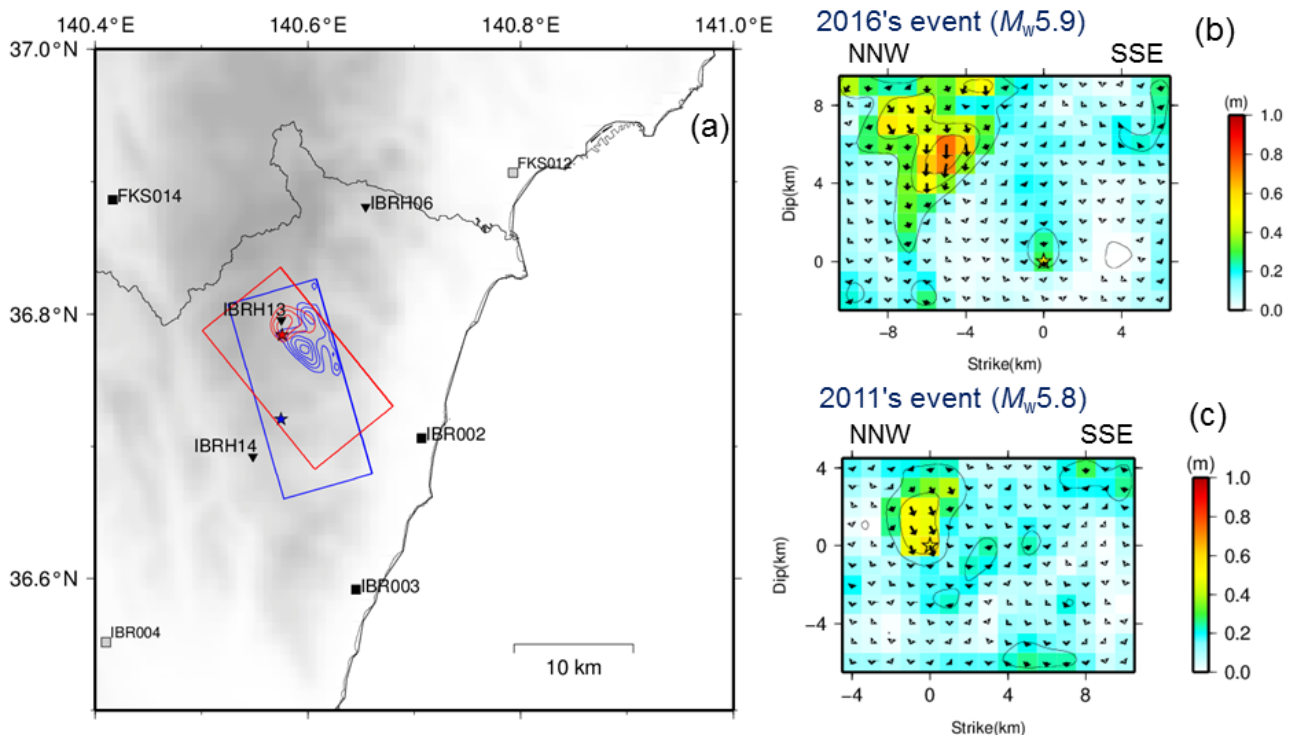 140.4 140.6 140.8 141.0
37.0°N
36.8°N
36.6°N
(a)
FKS012
FKS014
IBRH06
IBRH13
IBRH14
IBR002
IBR003
IBR004
10 km
2016's event (Mw5.9)
(b)
NNW SSE
(m)
1.0
0.8
0.6
0.4
0.2
0.0
8
4
0
Dip(km)
−8 −4 0 4
Strike(km)
2011's event (Mw5.8)
(c)
NNW SSE
(m)
1.0
0.8
0.6
0.4
0.2
0.0
4
0
−4
Dip(km)
−4 0 4 8
Strike(km)